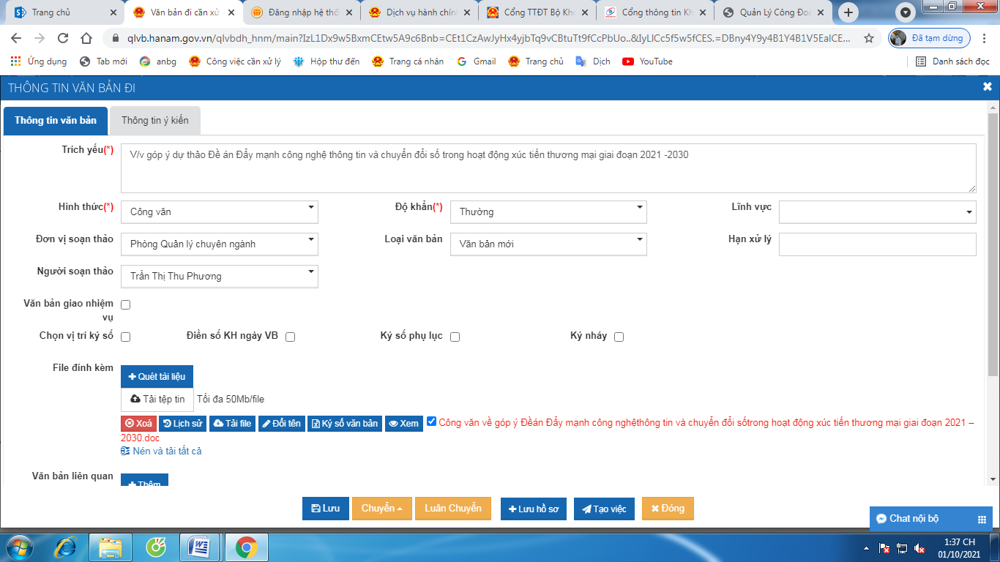 Trang chủ
Văn bản đi cần xử
Đăng nhập hệ thố
Dịch vụ hành chín
Cổng TTĐT Bộ Kho
Cổng thông tin Kh
Quản Lý Công Đoà
qlvb.hanam.gov.vn/qlvbdh_hnm/main?
Đã tạm dừng
Ứng dụng
Tab mới
anbg
Công việc cần xử lý
Hộp thư đến
Trang cá nhân
Gmail
Trang chủ
Dịch
YouTube
Danh sách đọc
THÔNG TIN VĂN BẢN ĐI
Thông tin văn bản
Thông tin ý kiến
Trích yếu(*)
V/v góp ý dự thảo Đề án Đẩy mạnh công nghệ thông tin và chuyển đổi số trong hoạt động xúc tiến thương mại giai đoạn 2021 -2030
Hình thức(*) Công văn
Độ khẩn(*) Thường
Lĩnh vực
Đơn vị soạn thảo Phòng Quản lý chuyên ngành
Loại văn bản Văn bản mới
Hạn xử lý
Người soạn thảo Trần Thị Thu Phương
Văn bản giao nhiệm
vụ
Chọn vị trí ký số
Điền số KH ngày VB
Ký số phụ lục
Ký nháy
File đính kèm
Quét tài liệu
Tải tệp tin Tối đa 50Mb/file
Xoá Lịch sử Tải file Đổi tên Ký số văn bản Xem Công văn về góp ý Đềán Đẩy mạnh công nghệthông tin và chuyển đổi sốtrong hoạt động xúc tiến thương mại giai đoạn 2021 –
2030.doc
Nén và tải tất cả
Văn bản liên quan
Thêm
Lưu
Chuyển
Luân Chuyển
Lưu hồ sơ
Tạo việc
Đóng
Chat nội bộ
1:37 CH
01/10/2021